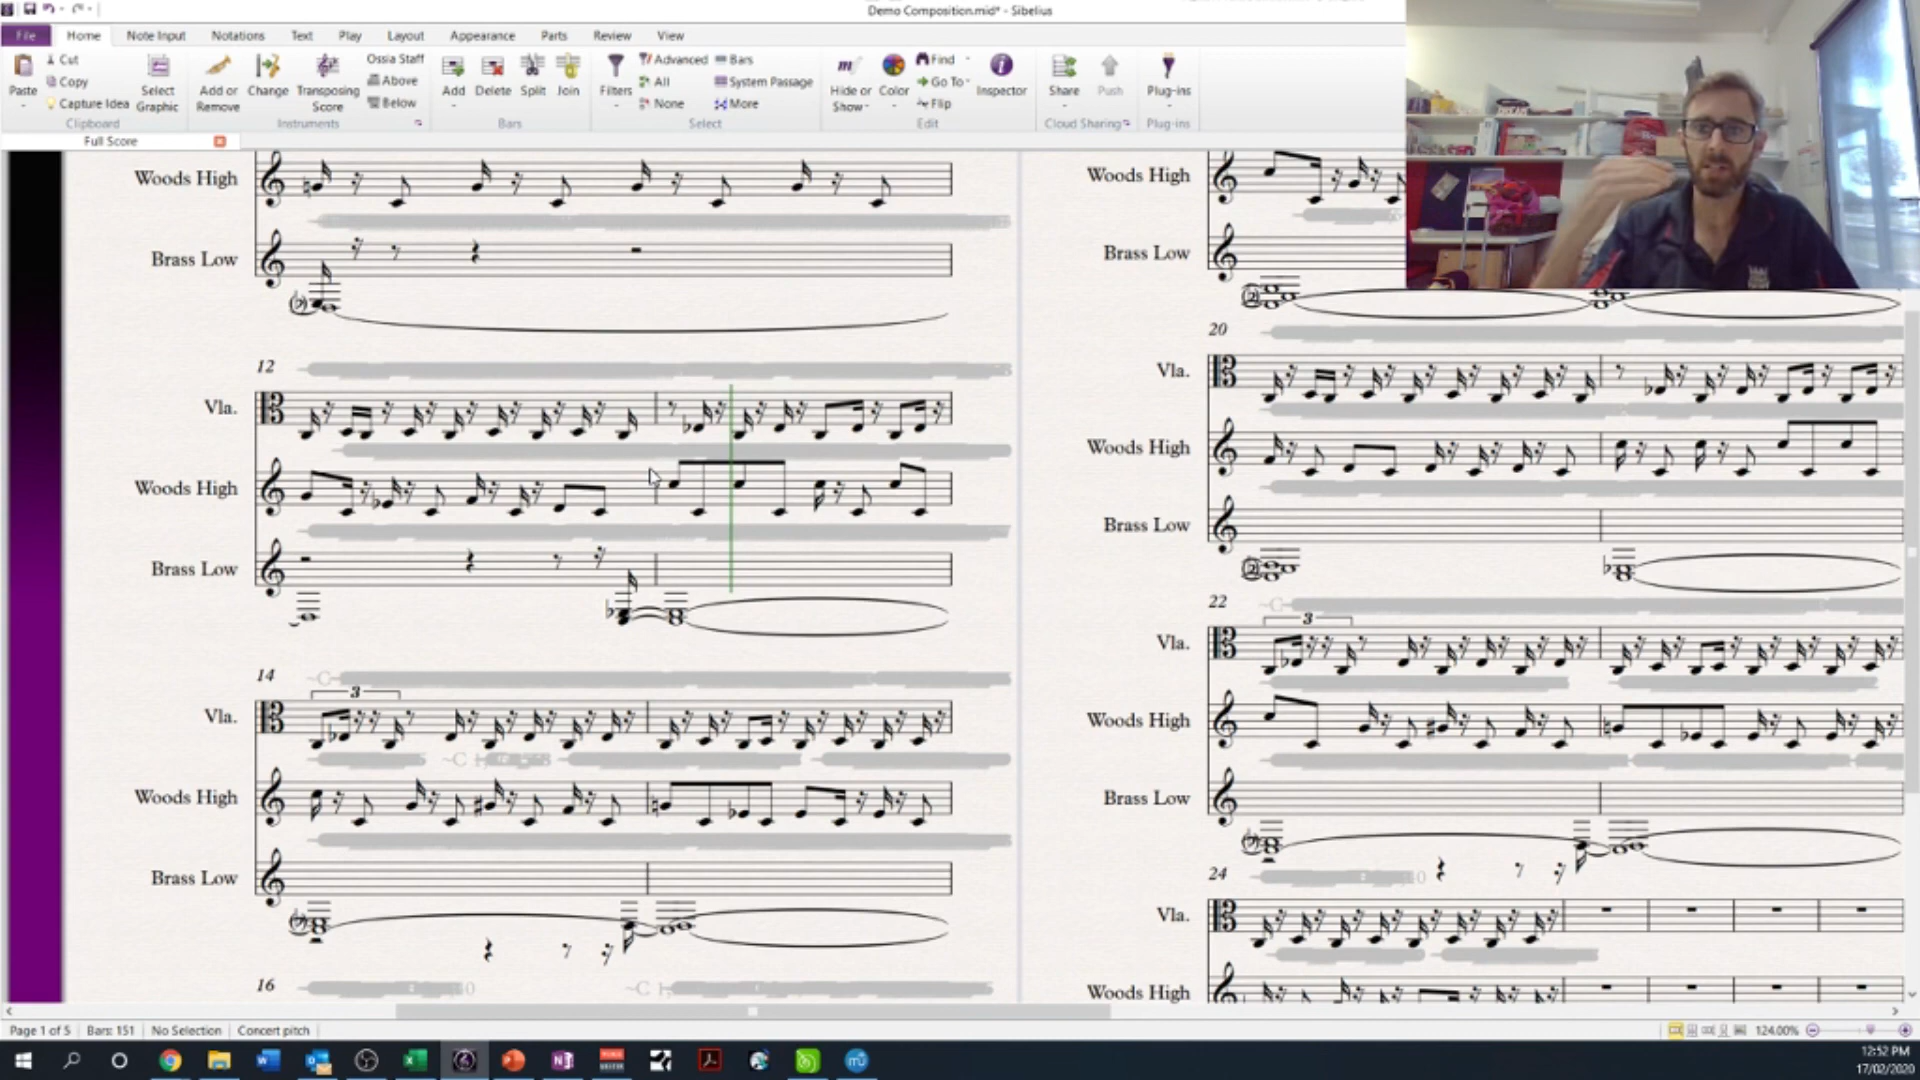 Demo Composition.mid* - Sibelius
File Home Note Input Notations Text Play Layout Appearance Parts Review View
Paste
Cut
Copy
Capture Idea
Select Graphic
Clipboard
Add or Remove
Change
Transposing Score
Ossia Staff
Above
Below
Instruments
Add
Delete
Split
Join
Bars
Filters
Advanced
All
None
Bars
System Passage
More
Select
Hide or Show
Color
Find
Go To
Flip
Inspector
Edit
Share
Push
Cloud Sharing
Plug-ins
Plug-ins
Full Score
Woods High
Brass Low
12
Vla.
Woods High
Brass Low
14
3
Vla.
Woods High
Brass Low
16
Woods High
Brass Low
20
Vla.
Woods High
Brass Low
22
3
Vla.
Woods High
Brass Low
24
Vla.
Woods High
Page 1 of 5 Bars: 151 No Selection Concert pitch
124.00%
12:52 PM
17/02/2020